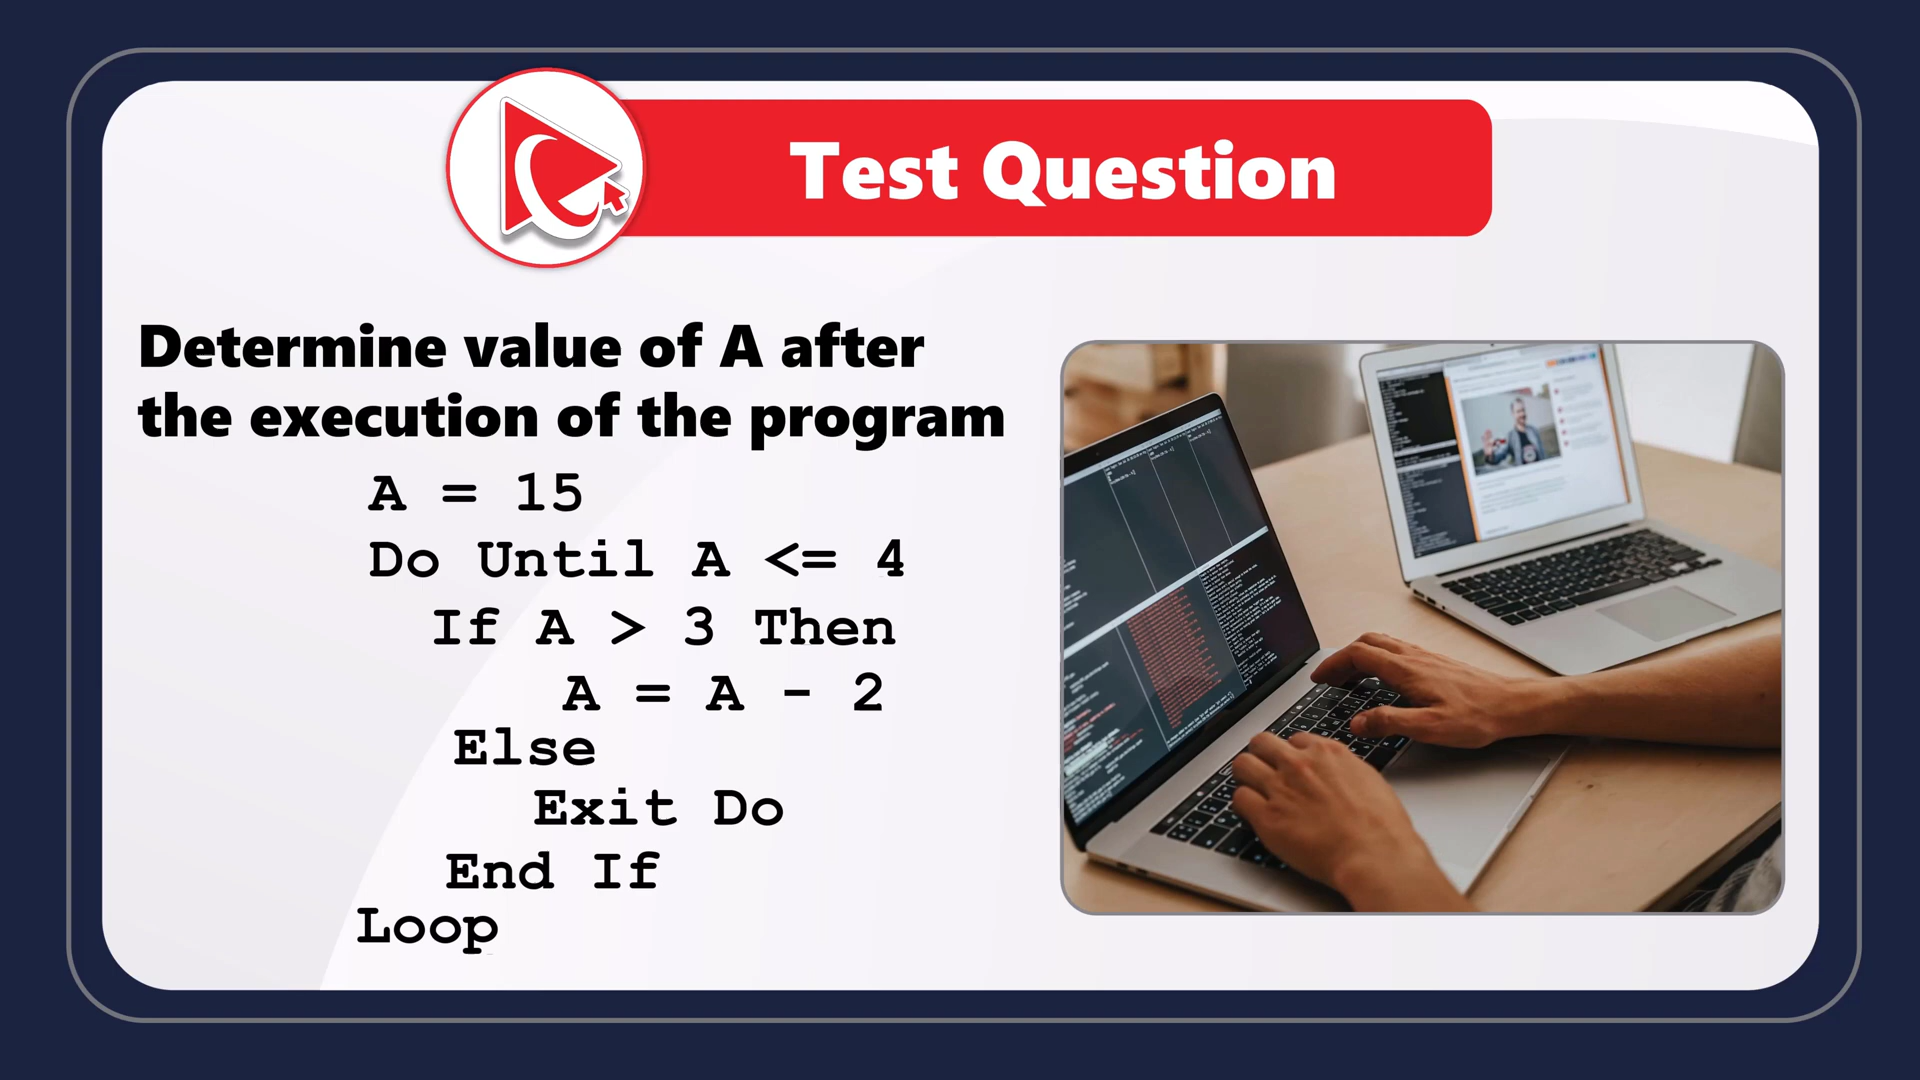 Test Question
Determine value of A after
the execution of the program
A = 15
Do Until A <= 4
If A > 3 Then
A = A - 2
Else
Exit Do
End If
Loop